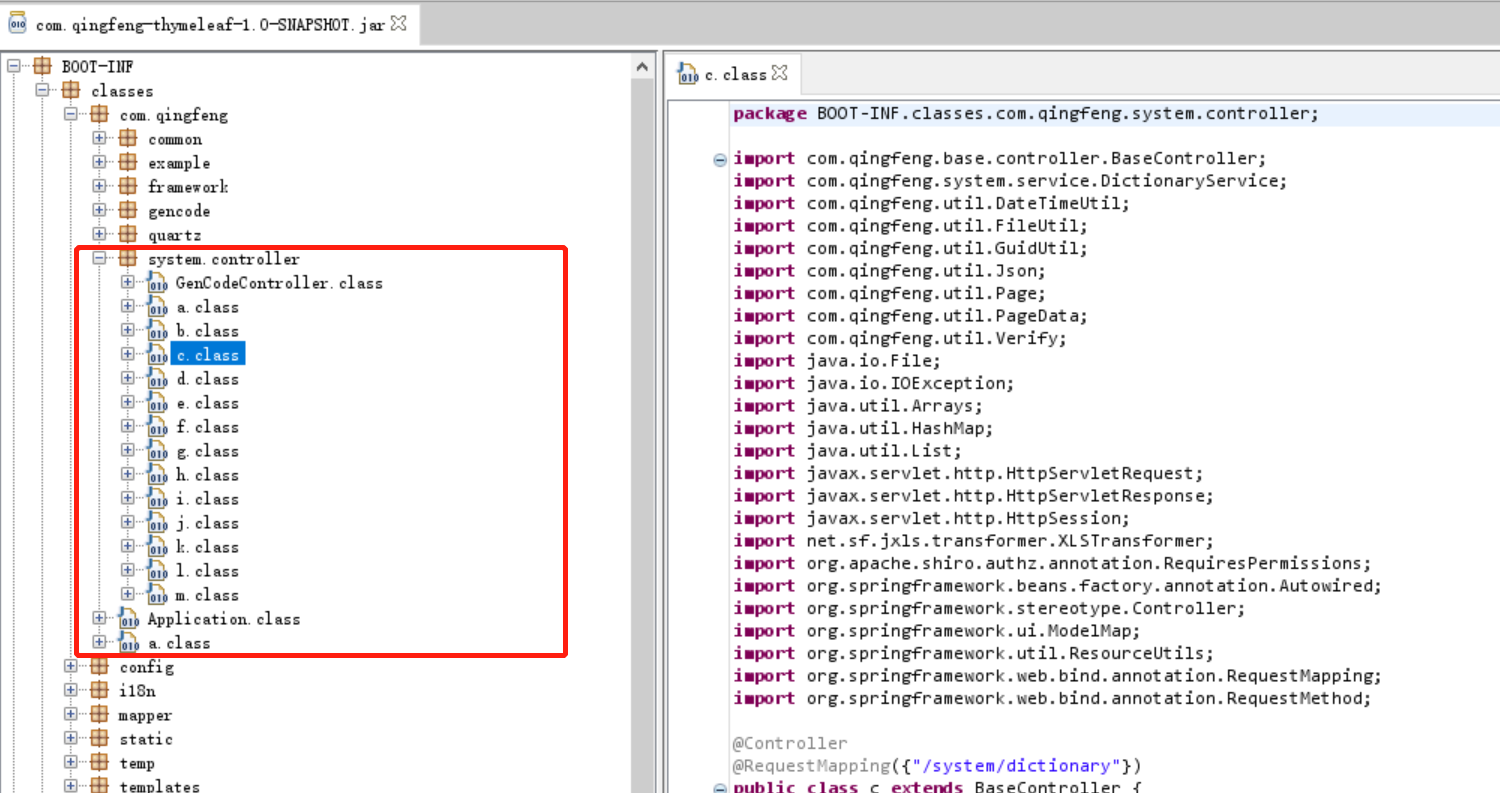 com.qingfeng-thymeleaf-1.0-SNAPSHOT.jar
BOOT-INF
classes
com.qingfeng
common
example
framework
gencode
quartz
system.controller
GenCodeController.class
a.class
b.class
c.class
d.class
e.class
f.class
g.class
h.class
i.class
j.class
k.class
l.class
m.class
Application.class
a.class
config
i18n
mapper
static
temp
templates
c.class
package BOOT-INF.classes.com.qingfeng.system.controller;
import com.qingfeng.base.controller.BaseController;
import com.qingfeng.system.service.DictionaryService;
import com.qingfeng.util.DateTimeUtil;
import com.qingfeng.util.FileUtil;
import com.qingfeng.util.GuidUtil;
import com.qingfeng.util.Json;
import com.qingfeng.util.Page;
import com.qingfeng.util.PageData;
import com.qingfeng.util.Verify;
import java.io.File;
import java.io.IOException;
import java.util.Arrays;
import java.util.HashMap;
import java.util.List;
import javax.servlet.http.HttpServletRequest;
import javax.servlet.http.HttpServletResponse;
import javax.servlet.http.HttpSession;
import net.sf.jxls.transformer.XLSTransformer;
import org.apache.shiro.authz.annotation.RequiresPermissions;
import org.springframework.beans.factory.annotation.Autowired;
import org.springframework.stereotype.Controller;
import org.springframework.ui.ModelMap;
import org.springframework.util.ResourceUtils;
import org.springframework.web.bind.annotation.RequestMapping;
import org.springframework.web.bind.annotation.RequestMethod;
@Controller
@RequestMapping({"/system/dictionary"})
public class c extends BaseController {